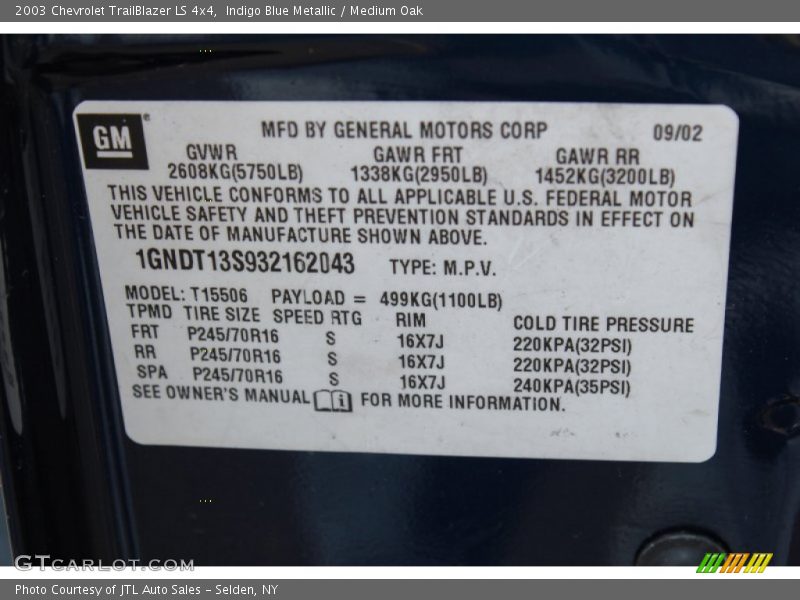 2003 Chevrolet TrailBlazer LS 4x4,  Indigo Blue Metallic / Medium Oak
GM
MFD BY GENERAL MOTORS CORP 09/02
GVWR GAWR FRT GAWR RR
2608KG(5750LB) 1338KG(2950LB) 1452KG(3200LB)
THIS VEHICLE CONFORMS TO ALL APPLICABLE U.S. FEDERAL MOTOR
VEHICLE SAFETY AND THEFT PREVENTION STANDARDS IN EFFECT ON
THE DATE OF MANUFACTURE SHOWN ABOVE.
1GNDT13S932162043 TYPE: M.P.V.
MODEL: T15506 PAYLOAD = 499KG(1100LB)
TPMD TIRE SIZE SPEED RTG RIM COLD TIRE PRESSURE
FRT P245/70R16 S 16X7J 220KPA(32PSI)
RR P245/70R16 S 16X7J 220KPA(32PSI)
SPA P245/70R16 S 16X7J 240KPA(35PSI)
SEE OWNER'S MANUAL FOR MORE INFORMATION.
GTCARLOT.COM
Photo Courtesy of JTL Auto Sales – Selden, NY